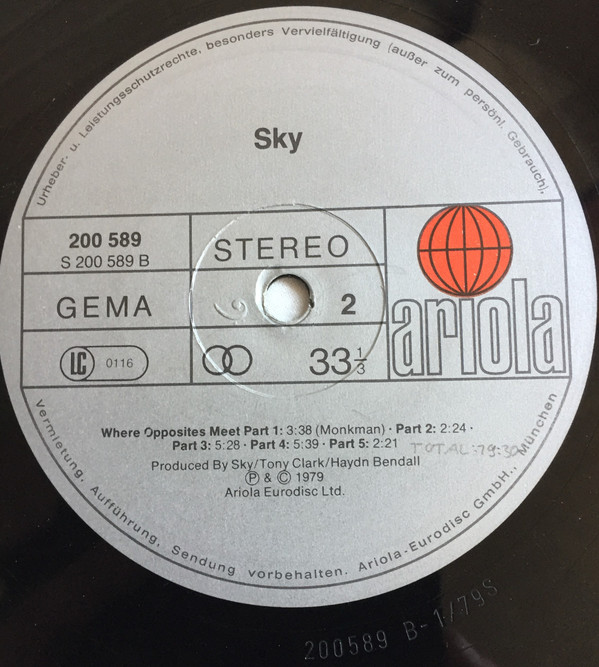 Urheber- u. Leistungsschutzrechte, besonders Vervielfältigung (außer zum persönl. Gebrauch),
Sky
200 589
S 200 589 B
STEREO
GEMA
2
LC 0116
33 1/3
ariola
Where Opposites Meet Part 1: 3:38 (Monkman) · Part 2: 2:24 ·
Part 3: 5:28 · Part 4: 5:39 · Part 5: 2:21
TOTAL: 19:30
Produced By Sky/Tony Clark/Haydn Bendall
Ⓟ & Ⓒ 1979
Ariola Eurodisc Ltd.
Vermietung, Aufführung, Sendung vorbehalten. Ariola-Eurodisc GmbH., München
200589 B-1/79S